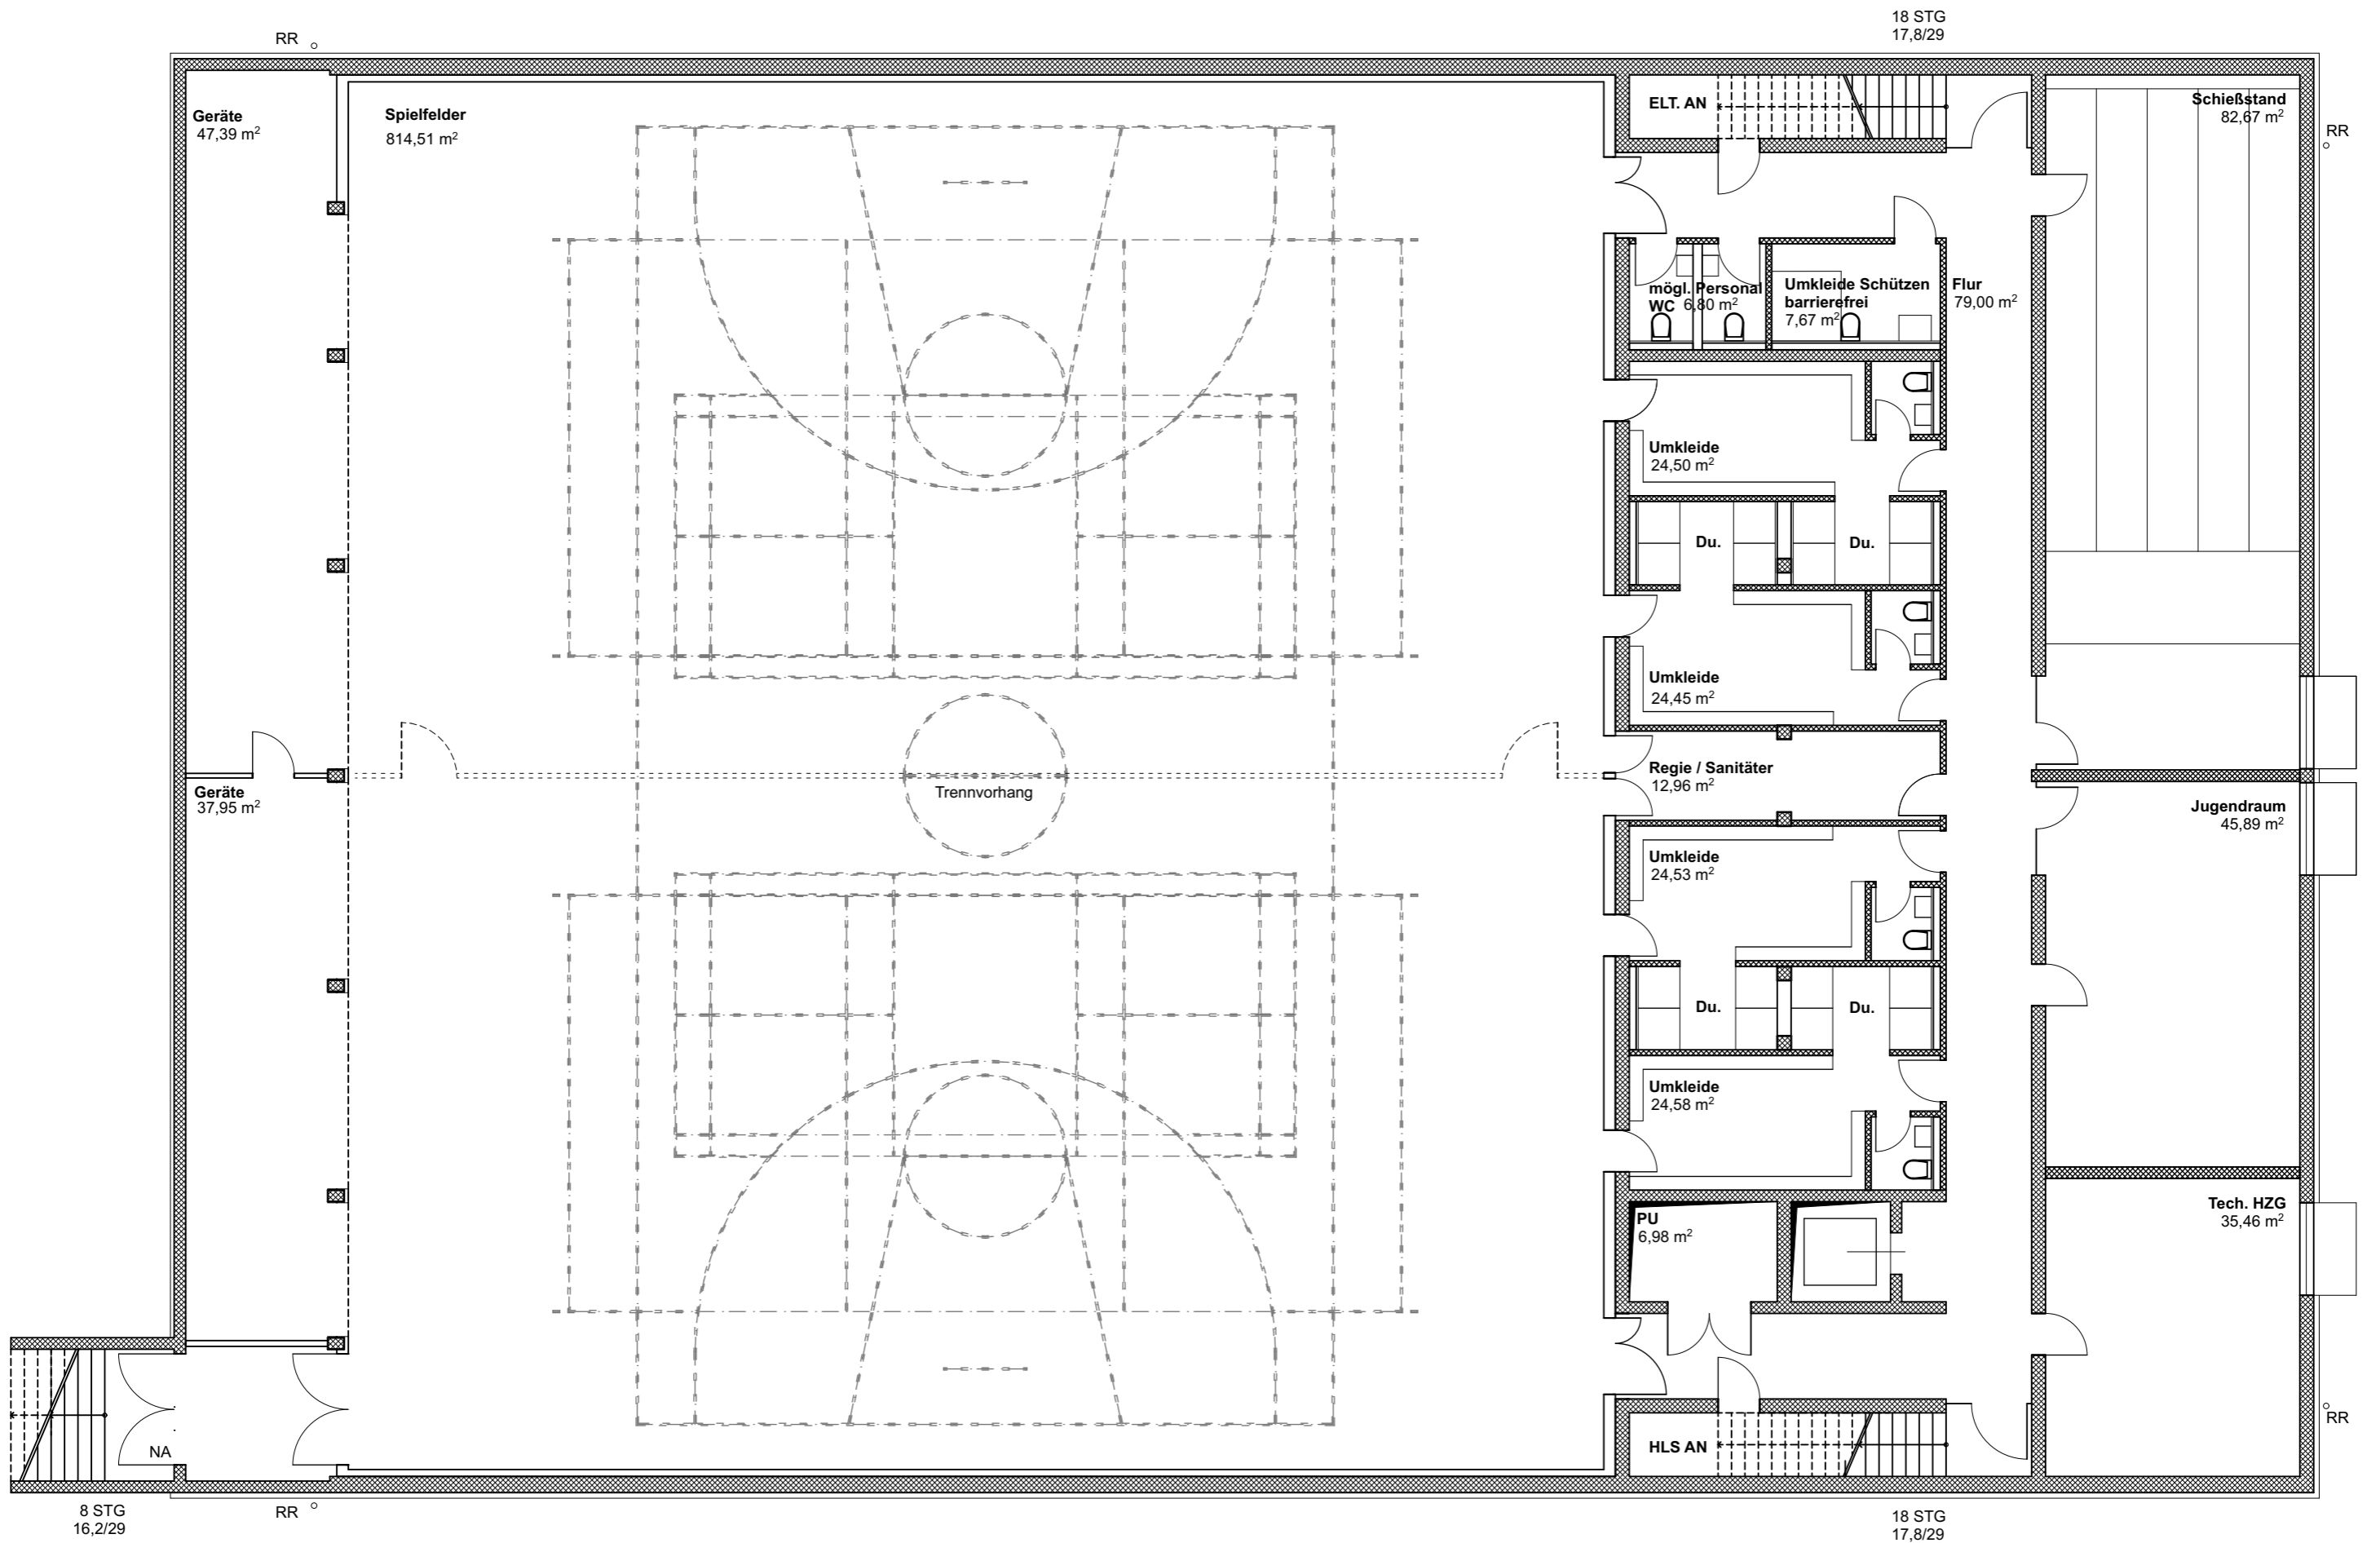 18 STG
17,8/29
RR
Geräte
47,39 m²
Spielfelder
814,51 m²
ELT. AN
Schießstand
82,67 m²
RR
mögl. Personal
WC 6,80 m²
Umkleide Schützen
barrierefrei
7,67 m²
Flur
79,00 m²
Umkleide
24,50 m²
Du.
Du.
Umkleide
24,45 m²
Regie / Sanitäter
12,96 m²
Geräte
37,95 m²
Trennvorhang
Jugendraum
45,89 m²
Umkleide
24,53 m²
Du.
Du.
Umkleide
24,58 m²
PU
6,98 m²
Tech. HZG
35,46 m²
RR
NA
HLS AN
8 STG
16,2/29
RR
18 STG
17,8/29